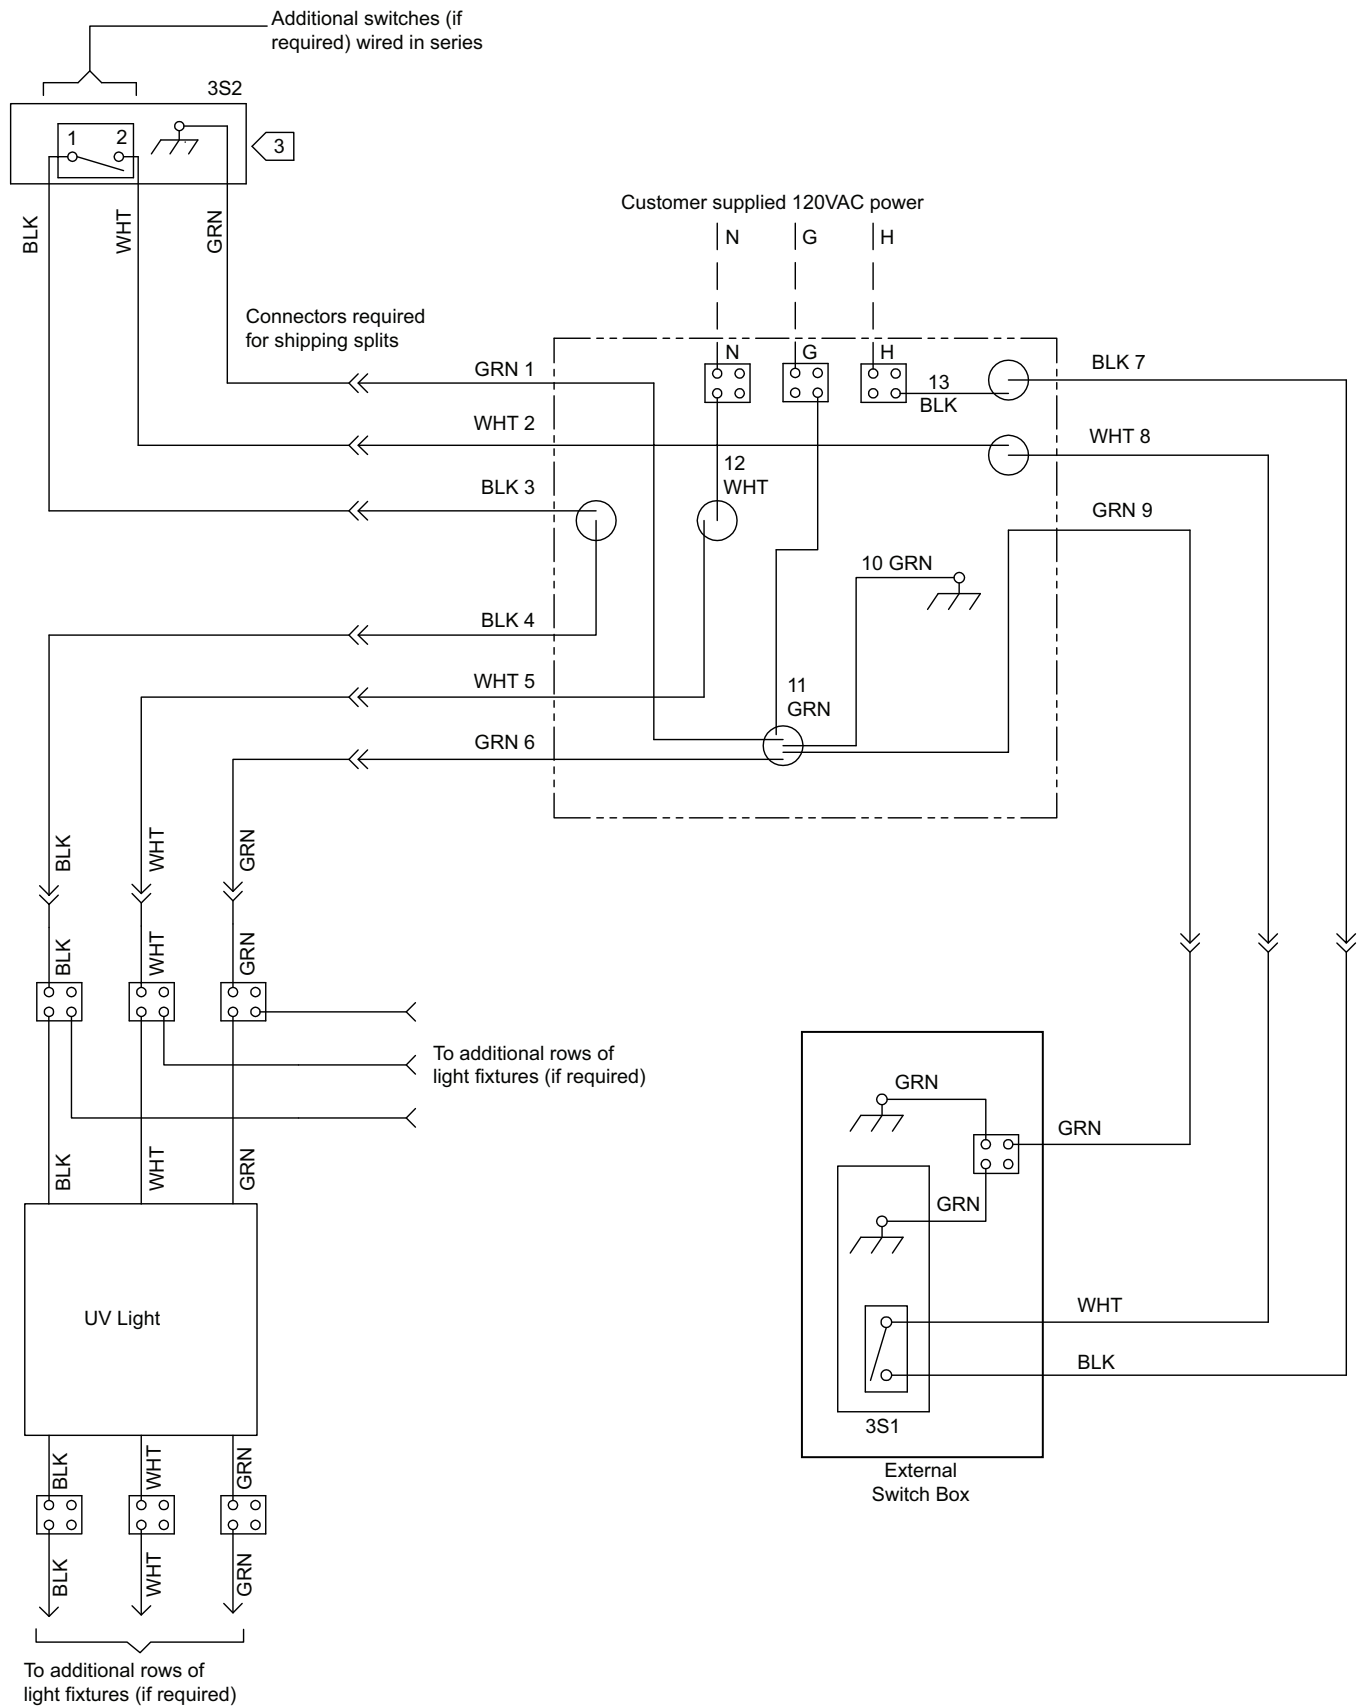 Additional switches (if
required) wired in series
3S2
1 2
3
BLK
WHT
GRN
Customer supplied 120VAC power
N G H
Connectors required
for shipping splits
N G H
GRN 1
13
BLK
BLK 7
WHT 2
WHT 8
12
WHT
BLK 3
GRN 9
10 GRN
BLK 4
WHT 5
11
GRN
GRN 6
BLK
WHT
GRN
BLK
WHT
GRN
To additional rows of
light fixtures (if required)
GRN
GRN
BLK
WHT
GRN
GRN
UV Light
WHT
BLK
3S1
External
Switch Box
BLK
WHT
GRN
BLK
WHT
GRN
To additional rows of
light fixtures (if required)